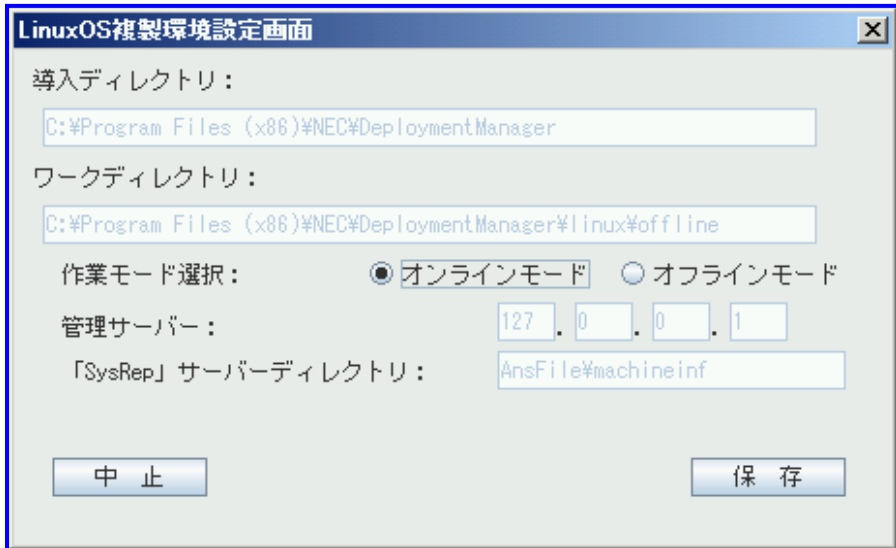 LinuxOS複製環境設定画面
導入ディレクトリ：
C:¥Program Files (x86)¥NEC¥DeploymentManager
ワークディレクトリ：
C:¥Program Files (x86)¥NEC¥DeploymentManager¥linux¥offline
作業モード選択： オンラインモード オフラインモード
管理サーバー： 127 . 0 . 0 . 1
「SysRep」サーバーディレクトリ： AnsFile¥machineinf
中 止 保 存